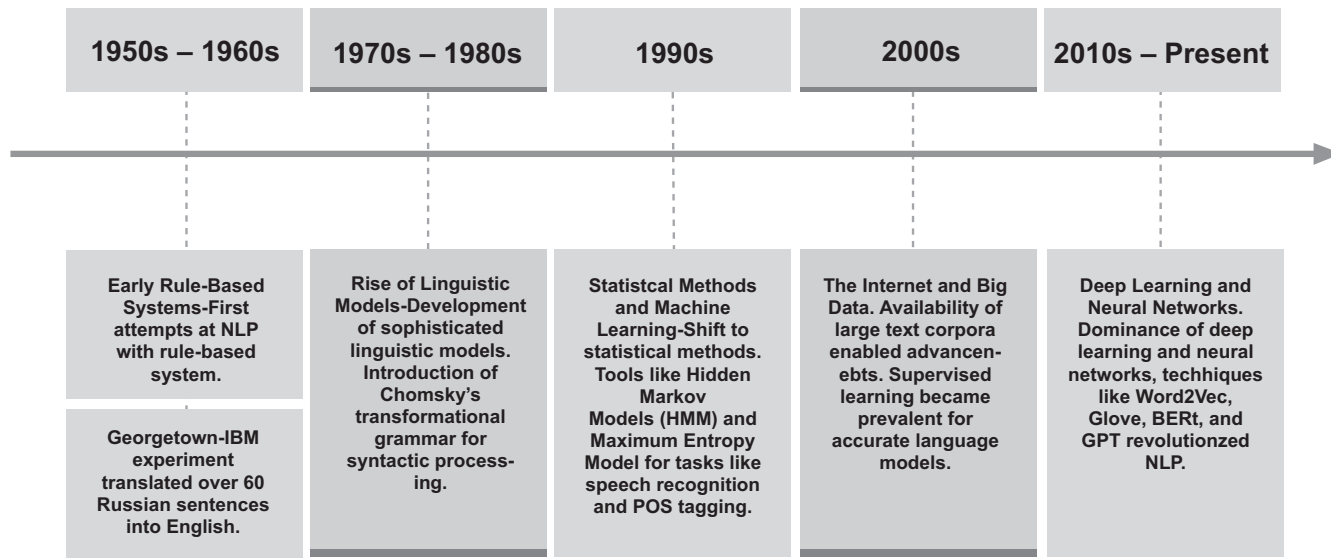 1950s – 1960s
1970s – 1980s
1990s
2000s
2010s – Present
Early Rule-Based
Systems-First
attempts at NLP
with rule-based
system.
Georgetown-IBM
experiment
translated over 60
Russian sentences
into English.
Rise of Linguistic
Models-Development
of sophisticated
linguistic models.
Introduction of
Chomsky's
transformational
grammar for
syntactic process-
ing.
Statistcal Methods
and Machine
Learning-Shift to
statistical methods.
Tools like Hidden
Markov
Models (HMM) and
Maximum Entropy
Model for tasks like
speech recognition
and POS tagging.
The Internet and Big
Data. Availability of
large text corpora
enabled advancen-
ebts. Supervised
learning became
prevalent for
accurate language
models.
Deep Learning and
Neural Networks.
Dominance of deep
learning and neural
networks, techhiques
like Word2Vec,
Glove, BERt, and
GPT revolutionzed
NLP.